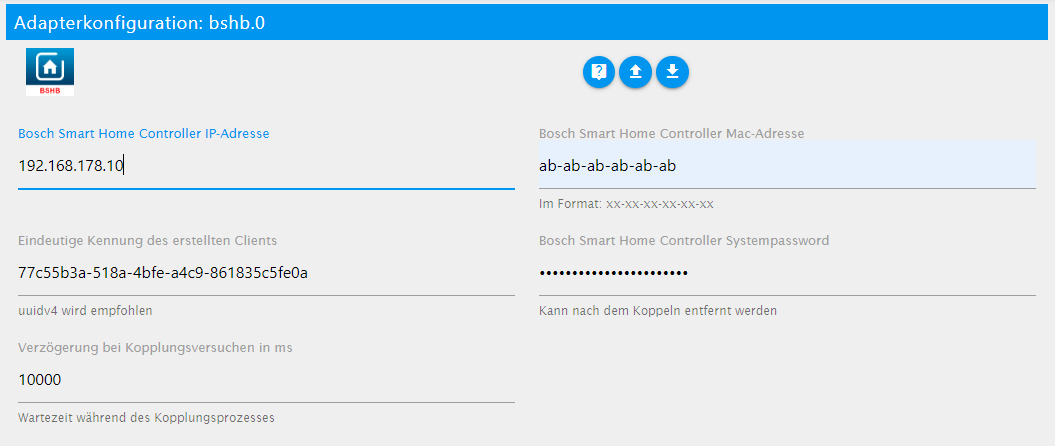 Adapterkonfiguration: bshb.0
BSHB
Bosch Smart Home Controller IP-Adresse
192.168.178.10
Bosch Smart Home Controller Mac-Adresse
ab-ab-ab-ab-ab-ab
Im Format: xx-xx-xx-xx-xx-xx
Eindeutige Kennung des erstellten Clients
77c55b3a-518a-4bfe-a4c9-861835c5fe0a
uuidv4 wird empfohlen
Bosch Smart Home Controller Systempassword
•••••••••••••••••••••••
Kann nach dem Koppeln entfernt werden
Verzögerung bei Kopplungsversuchen in ms
10000
Wartezeit während des Kopplungsprozesses